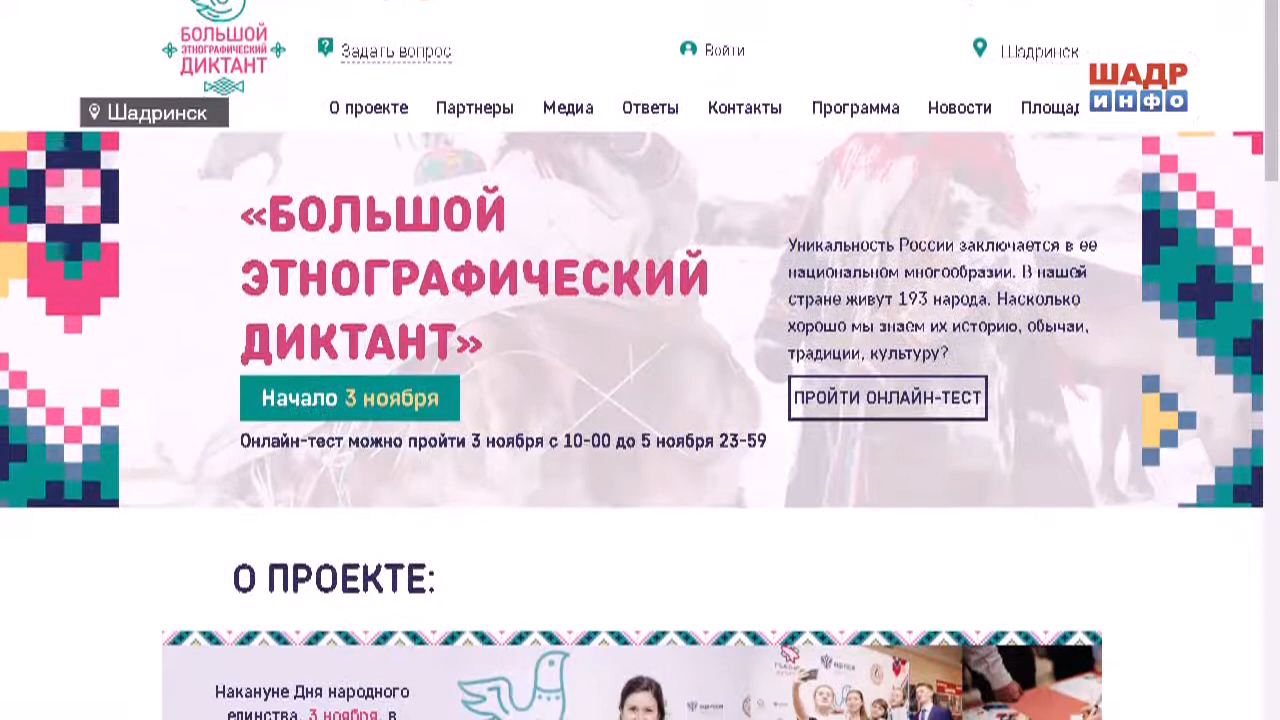 БОЛЬШОЙ
ЭТНОГРАФИЧЕСКИЙ
ДИКТАНТ
Задать вопрос
Войти
Шадринск
ШАДР
ИНФО
Шадринск
О проекте Партнеры Медиа Ответы Контакты Программа Новости Площад
«БОЛЬШОЙ
ЭТНОГРАФИЧЕСКИЙ
ДИКТАНТ»
Начало 3 ноября
Онлайн-тест можно пройти 3 ноября с 10-00 до 5 ноября 23-59
Уникальность России заключается в ее
национальном многообразии. В нашей
стране живут 193 народа. Насколько
хорошо мы знаем их историю, обычаи,
традиции, культуру?
ПРОЙТИ ОНЛАЙН-ТЕСТ
О ПРОЕКТЕ:
Накануне Дня народного
единства, 3 ноября, в